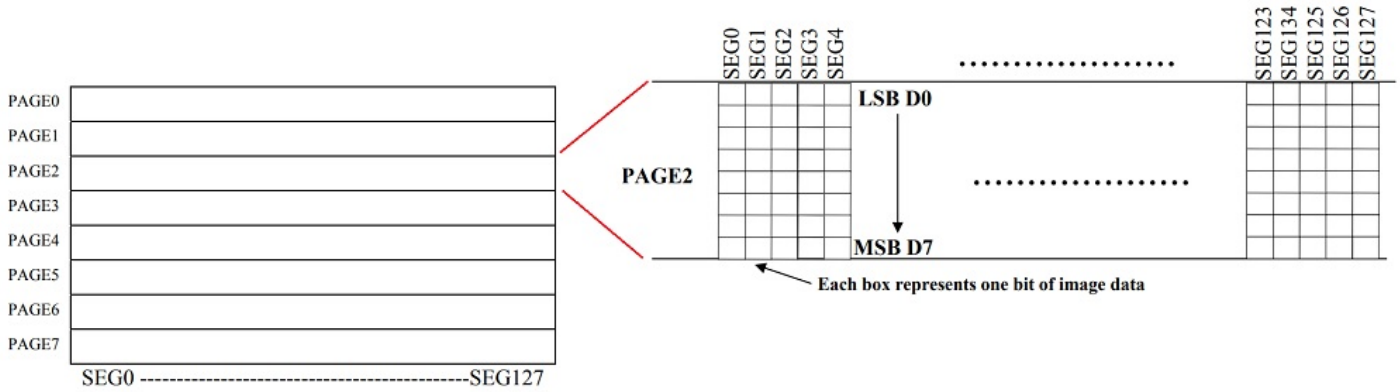 PAGE0
PAGE1
PAGE2
PAGE3
PAGE4
PAGE5
PAGE6
PAGE7
SEG0 ------------------------------------SEG127
SEG0
SEG1
SEG2
SEG3
SEG4
SEG123
SEG134
SEG125
SEG126
SEG127
LSB D0
PAGE2
MSB D7
Each box represents one bit of image data